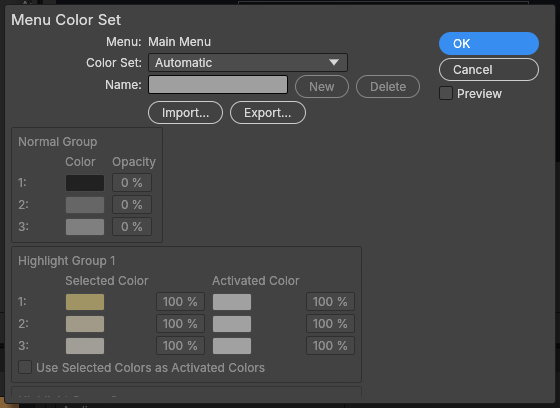 Menu Color Set
Menu: Main Menu
Color Set: Automatic
Name:
New
Delete
Import...
Export...
OK
Cancel
Preview
Normal Group
Color Opacity
1: 0 %
2: 0 %
3: 0 %
Highlight Group 1
Selected Color Activated Color
1: 100 % 100 %
2: 100 % 100 %
3: 100 % 100 %
Use Selected Colors as Activated Colors